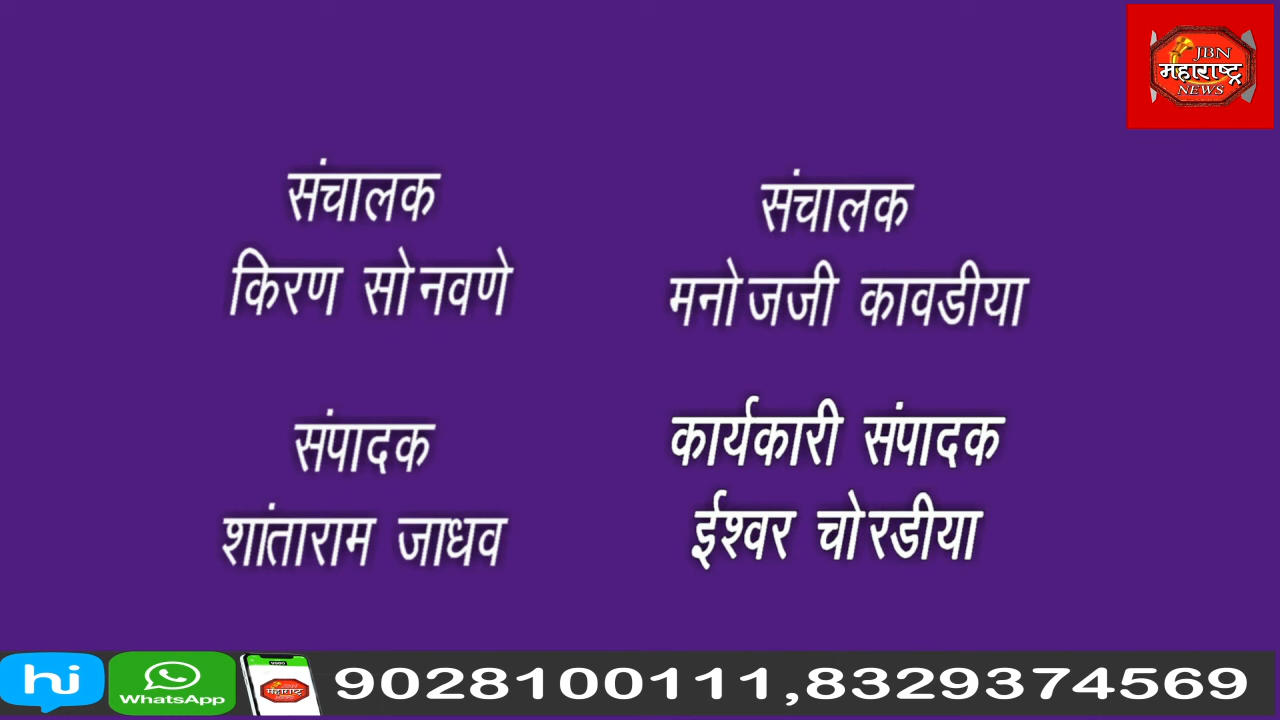 JBN
महाराष्ट्र
NEWS
संचालक
किरण सोनवणे
संचालक
मनोजजी कावडीया
संपादक
शांताराम जाधव
कार्यकारी संपादक
ईश्वर चोरडीया
hi
WhatsApp
महाराष्ट्र
9028100111,8329374569